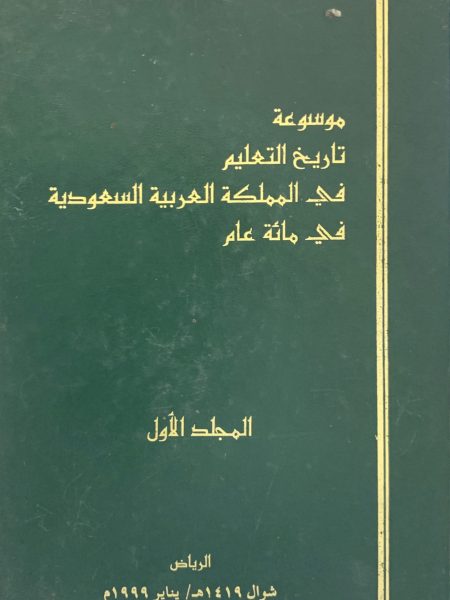 موسوعة
تاريخ التعليم
في المملكة العربية السعودية
في مائة عام
المجلد الأول
الرياض
شوال ١٤١٩هـ/ يناير ١٩٩٩م